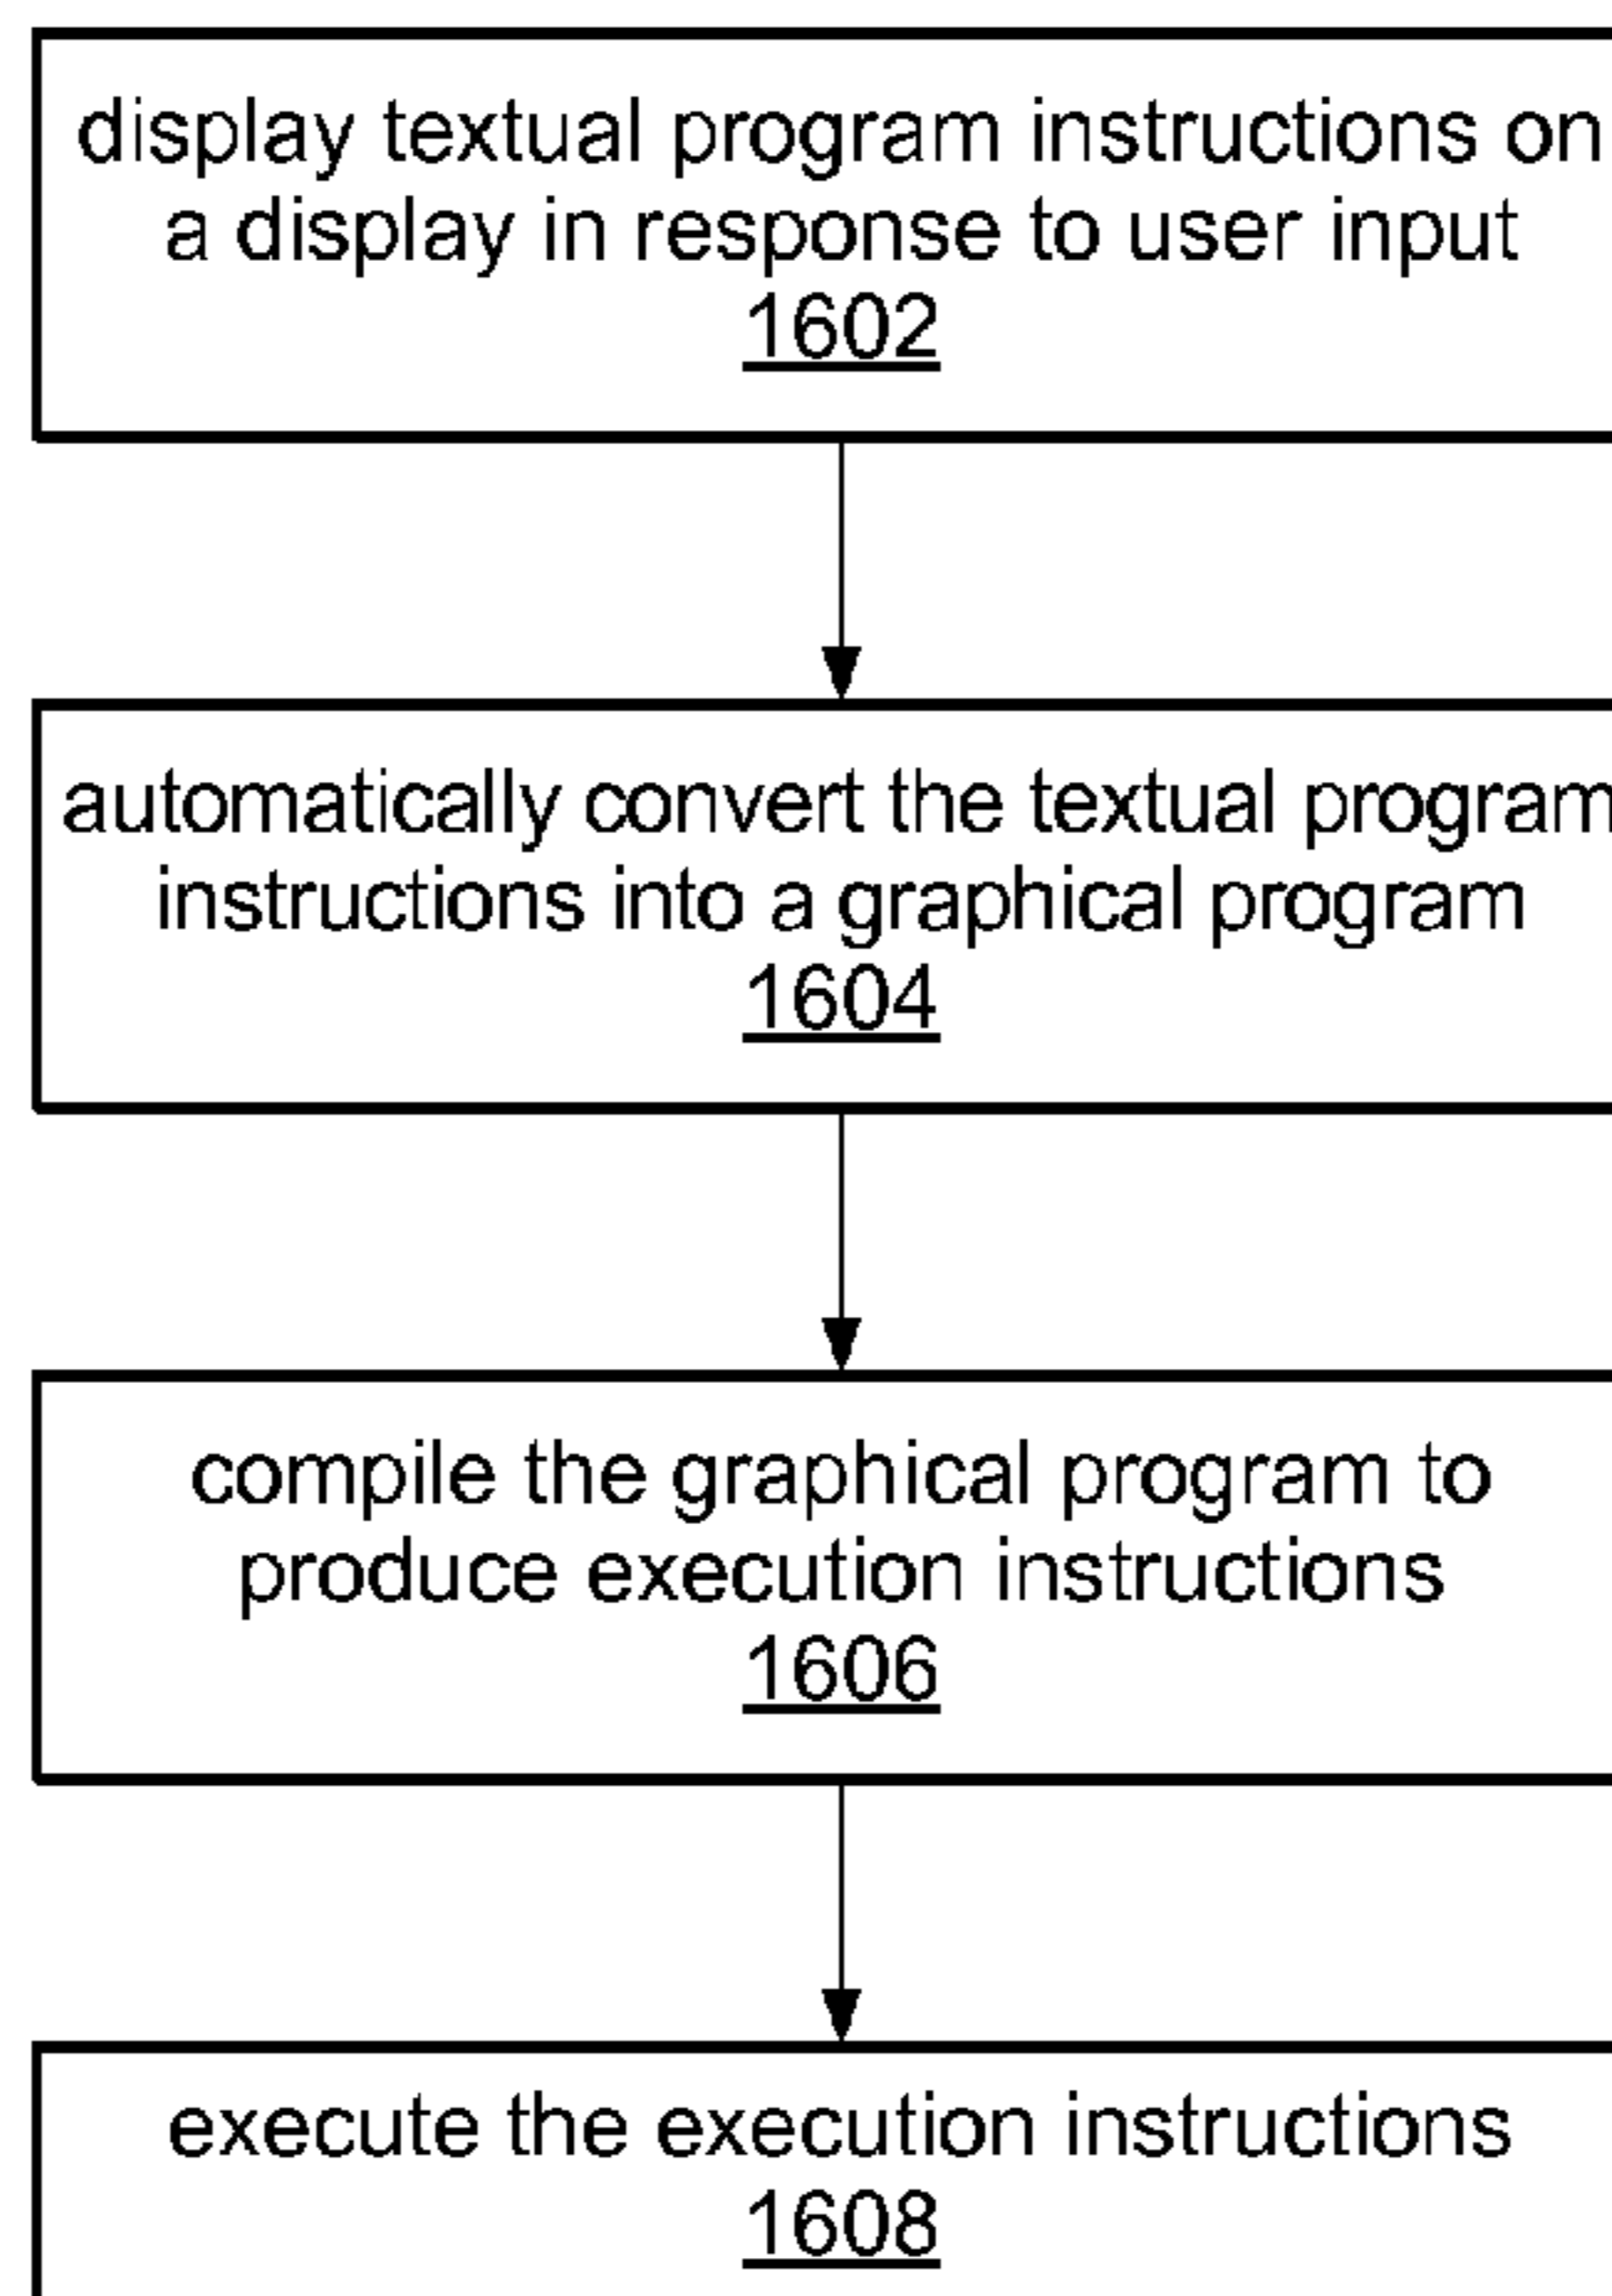 display textual program instructions on
a display in response to user input
1602
automatically convert the textual program
instructions into a graphical program
1604
compile the graphical program to
produce execution instructions
1606
execute the execution instructions
1608